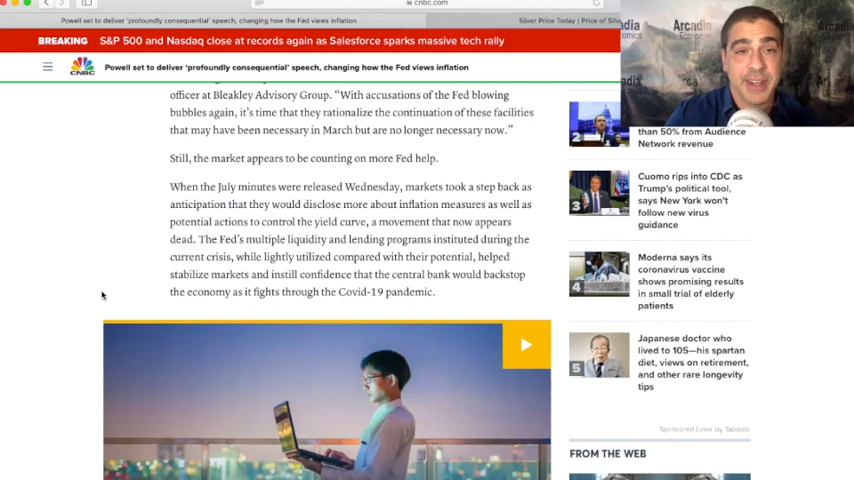 cnbc.com
Powell set to deliver 'profoundly consequential' speech, changing how the Fed views inflation
Silver Price Today | Price of Silv
BREAKING S&P 500 and Nasdaq close at records again as Salesforce sparks massive tech rally
CNBC
Powell set to deliver 'profoundly consequential' speech, changing how the Fed views inflation
officer at Bleakley Advisory Group. “With accusations of the Fed blowing
bubbles again, it’s time that they rationalize the continuation of these facilities
that may have been necessary in March but are no longer necessary now.”
Still, the market appears to be counting on more Fed help.
When the July minutes were released Wednesday, markets took a step back as
anticipation that they would disclose more about inflation measures as well as
potential actions to control the yield curve, a movement that now appears
dead. The Fed’s multiple liquidity and lending programs instituted during the
current crisis, while lightly utilized compared with their potential, helped
stabilize markets and instill confidence that the central bank would backstop
the economy as it fights through the Covid-19 pandemic.
Arcadia
Economics
2
than 50% from Audience
Network revenue
3
Cuomo rips into CDC as
Trump's political tool,
says New York won't
follow new virus
guidance
4
Moderna says its
coronavirus vaccine
shows promising results
in small trial of elderly
patients
5
Japanese doctor who
lived to 105—his spartan
diet, views on retirement,
and other rare longevity
tips
Sponsored Links by Taboola
FROM THE WEB